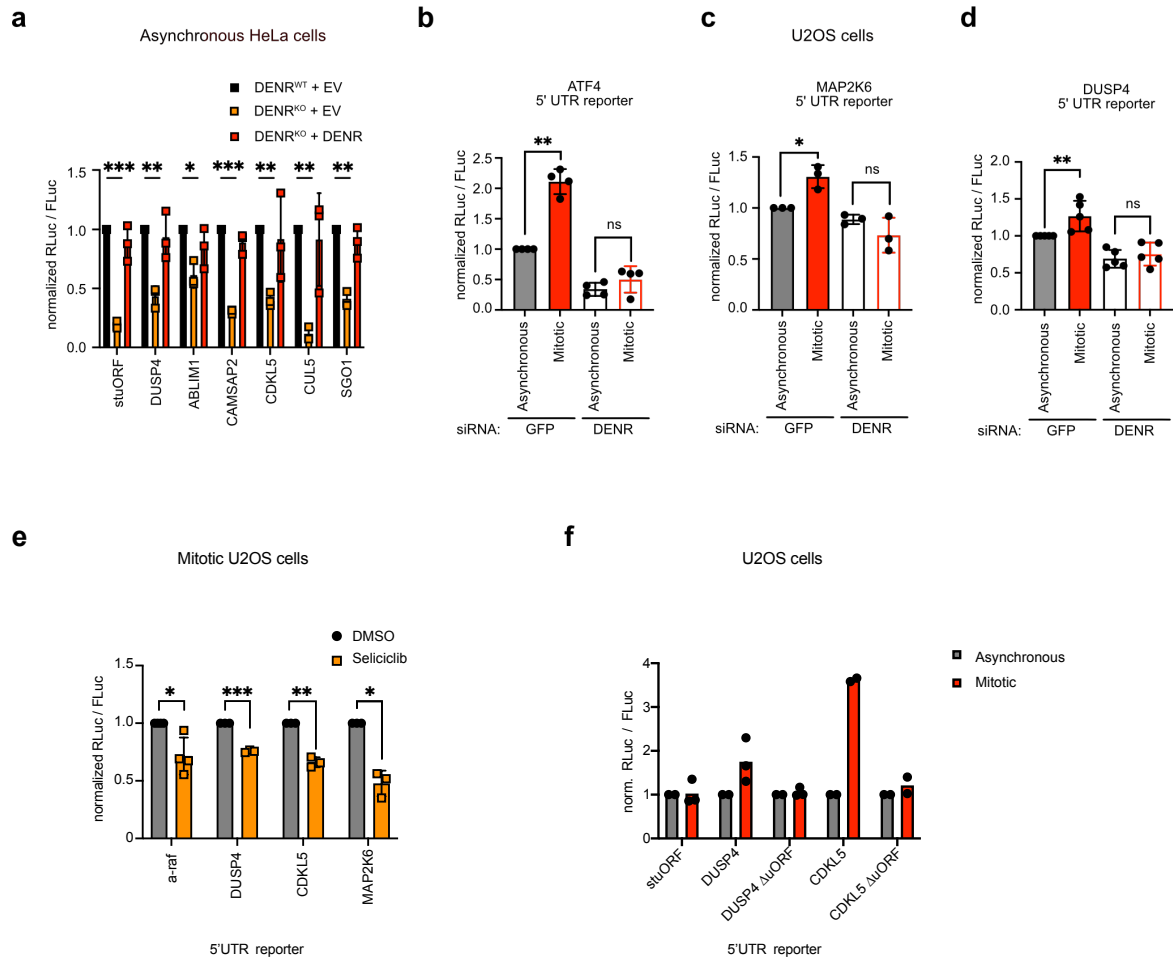 a
Asynchronous HeLa cells
DENRWT + EV
DENRKO + EV
DENRKO + DENR
*** ** * *** ** ** **
normalized RLuc / FLuc
1.0
0.5
0.0
stuORF
DUSP4
ABLIM1
CAMSAP2
CDKL5
CUL5
SGO1
b
ATF4
5' UTR reporter
**
ns
normalized RLuc / FLuc
2.5
2.0
1.5
1.0
0.5
0.0
Asynchronous
Mitotic
Asynchronous
Mitotic
siRNA: GFP DENR
c
U2OS cells
MAP2K6
5' UTR reporter
*
ns
normalized RLuc / FLuc
1.5
1.0
0.5
0.0
Asynchronous
Mitotic
Asynchronous
Mitotic
siRNA: GFP DENR
d
DUSP4
5' UTR reporter
**
ns
normalized RLuc / FLuc
2.0
1.5
1.0
0.5
0.0
Asynchronous
Mitotic
Asynchronous
Mitotic
siRNA: GFP DENR
e
Mitotic U2OS cells
DMSO
Seliciclib
* *** ** *
normalized RLuc / FLuc
1.5
1.0
0.5
0
a-raf
DUSP4
CDKL5
MAP2K6
5'UTR reporter
f
U2OS cells
Asynchronous
Mitotic
norm. RLuc / FLuc
4
3
2
1
0
stuORF
DUSP4
DUSP4 ΔuORF
CDKL5
CDKL5 ΔuORF
5'UTR reporter